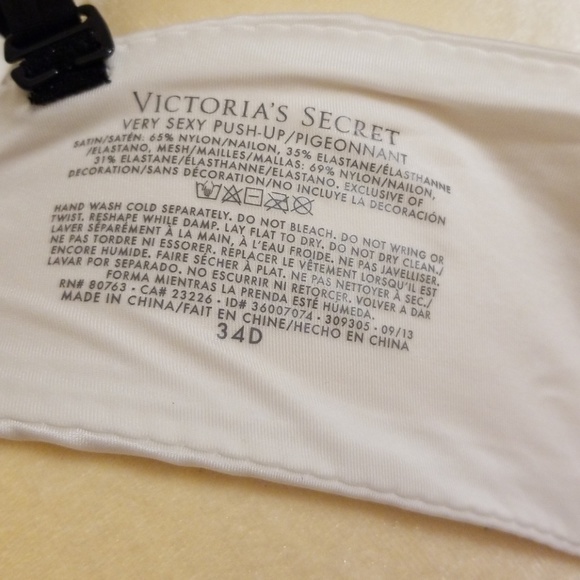 VICTORIA'S SECRET
VERY SEXY PUSH-UP/PIGEONNANT
SATIN/SATÉN: 65% NYLON/NAILON, 35% ELASTANE/ÉLASTHANNE
/ELASTANO, MESH/MAILLES/MALLAS: 69% NYLON/NAILON,
31% ELASTANE/ÉLASTHANNE/ELASTANO, EXCLUSIVE OF
DECORATION/SANS DÉCORATION/NO INCLUYE LA DECORACIÓN
HAND WASH COLD SEPARATELY. DO NOT BLEACH. DO NOT WRING OR
TWIST. RESHAPE WHILE DAMP. LAY FLAT TO DRY. DO NOT DRY CLEAN./
LAVER SÉPARÉMENT À LA MAIN, À L'EAU FROIDE. NE PAS JAVELLISER.
NE PAS TORDRE NI ESSORER. REPLACER LE VÊTEMENT LORSQU'IL EST
ENCORE HUMIDE. FAIRE SÉCHER À PLAT. NE PAS NETTOYER À SEC./
LAVAR POR SEPARADO. NO ESCURRIR NI RETORCER. VOLVER A DAR
FORMA MIENTRAS LA PRENDA ESTÉ HUMEDA.
RN# 80763 - CA# 23226 - ID# 36007074 - 309305 - 09/13
MADE IN CHINA/FAIT EN CHINE/HECHO EN CHINA
34D